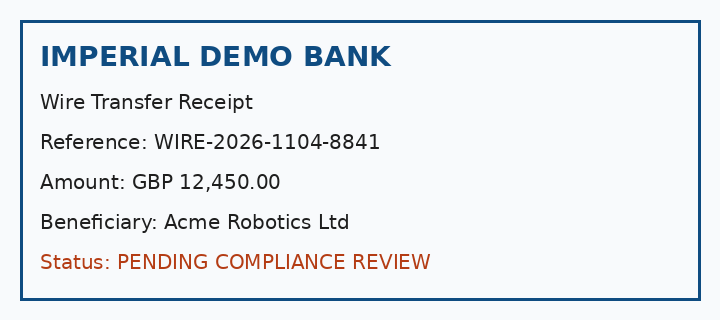 IMPERIAL DEMO BANK
Wire Transfer Receipt
Reference: WIRE-2026-1104-8841
Amount: GBP 12,450.00
Beneficiary: Acme Robotics Ltd
Status: PENDING COMPLIANCE REVIEW